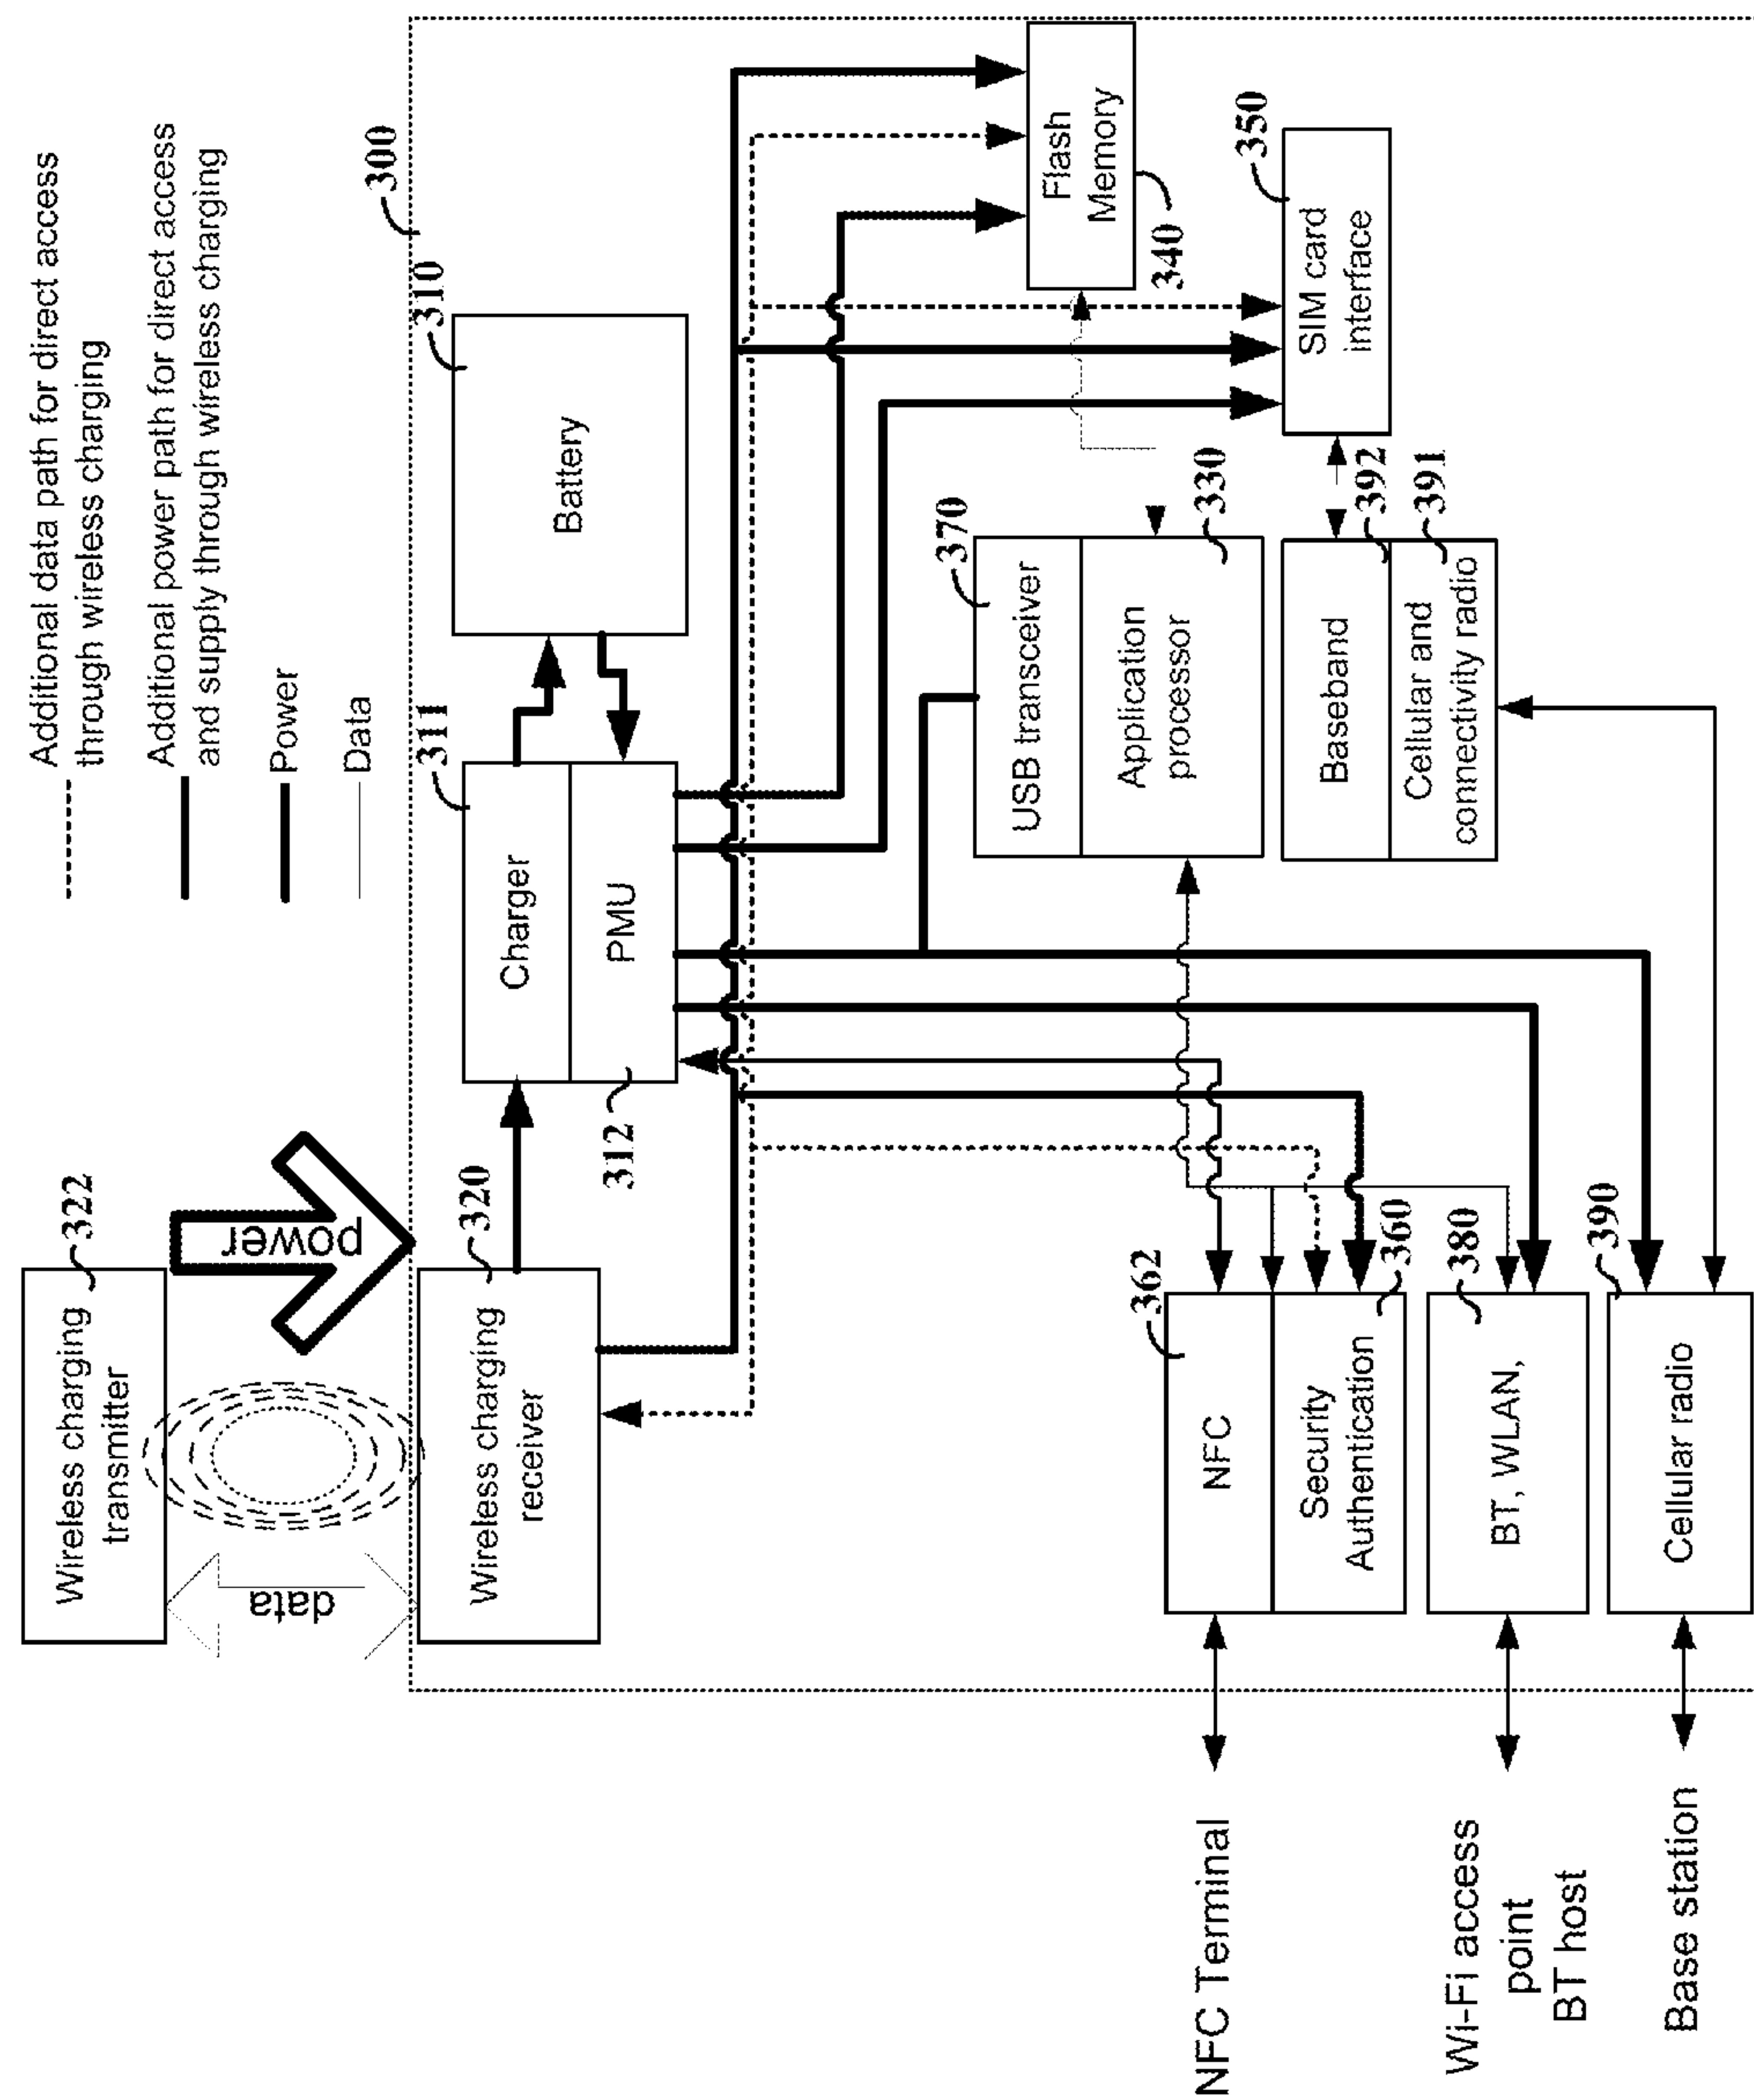 Additional data path for direct access
through wireless charging
Additional power path for direct access
and supply through wireless charging
Power
Data
300
Wireless charging
transmitter
322
data
power
Wireless charging
receiver
320
Charger
311
PMU
312
Battery
310
Flash
Memory
340
SIM card
interface
350
USB transceiver
370
Application
processor
330
Baseband
392
Cellular and
connectivity radio
391
NFC
362
Security
Authentication
360
BT, WLAN,
380
Cellular radio
390
NFC Terminal
Wi-Fi access
point
BT host
Base station